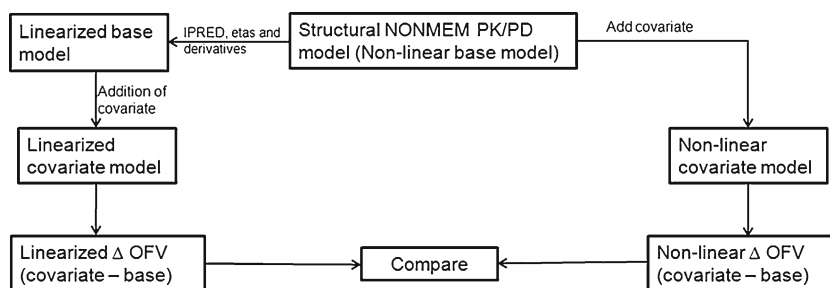 Linearized base
model
IPRED, etas and
derivatives
Structural NONMEM PK/PD
model (Non-linear base model)
Add covariate
Addition of
covariate
Linearized
covariate model
Non-linear
covariate model
Linearized Δ OFV
(covariate – base)
Compare
Non-linear Δ OFV
(covariate – base)